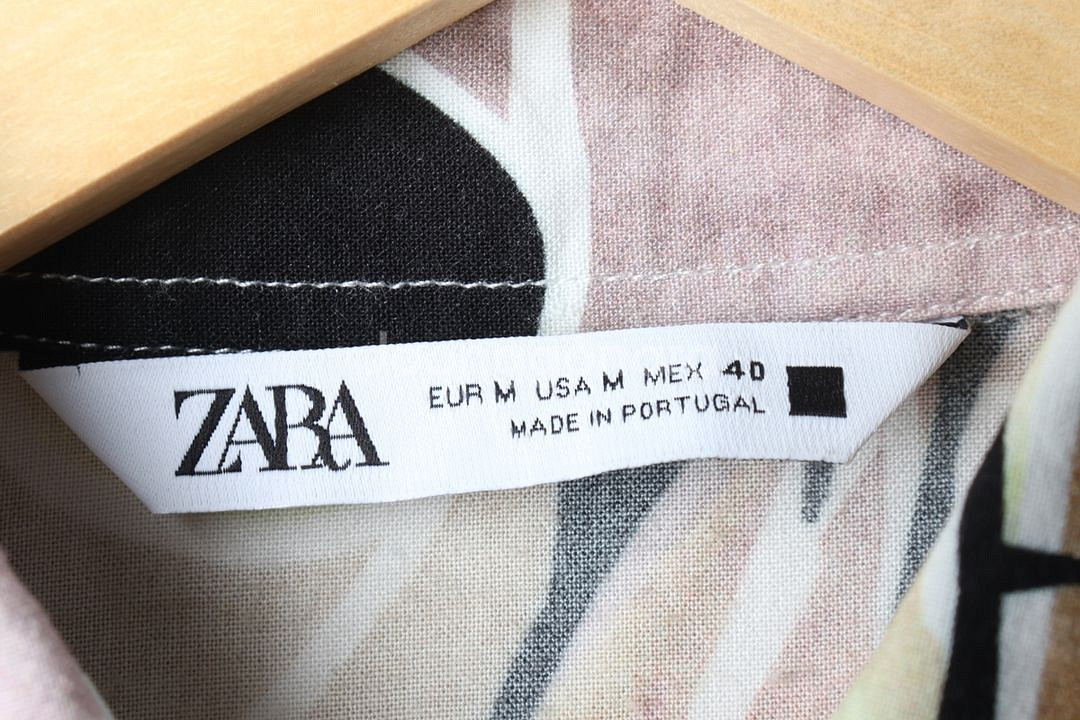 ZARA
EUR M USA M MEX 40
MADE IN PORTUGAL